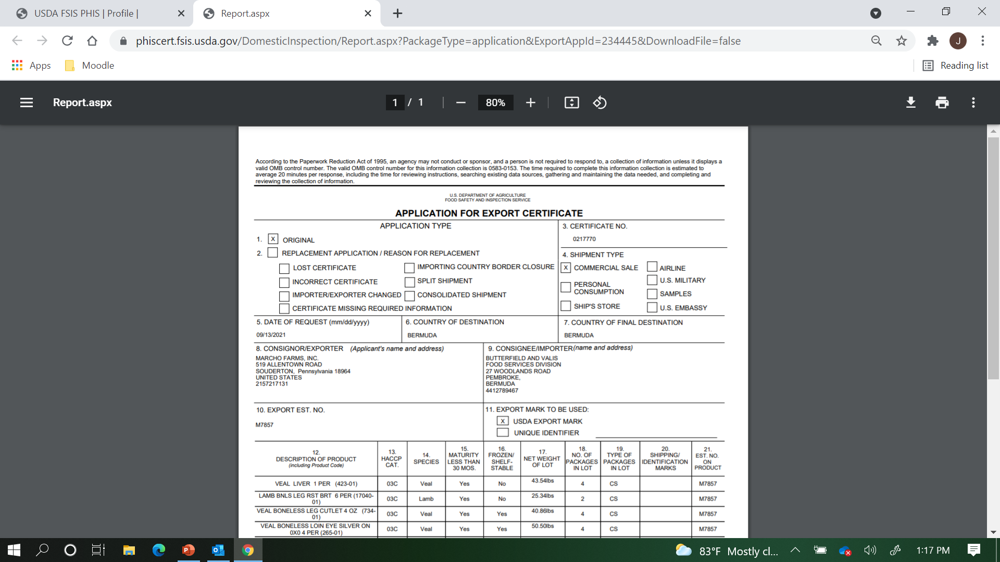 USDA FSIS PHIS | Profile |
Report.aspx
phiscert.fsis.usda.gov/DomesticInspection/Report.aspx?PackageType=application&ExportAppId=234445&DownloadFile=false
J
Apps
Moodle
Reading list
Report.aspx
1 / 1
80%
According to the Paperwork Reduction Act of 1995, an agency may not conduct or sponsor, and a person is not required to respond to, a collection of information unless it displays a
valid OMB control number. The valid OMB control number for this information collection is 0583-0153. The time required to complete this information collection is estimated to
average 20 minutes per response, including the time for reviewing instructions, searching existing data sources, gathering and maintaining the data needed, and completing and
reviewing the collection of information.
U.S. DEPARTMENT OF AGRICULTURE
FOOD SAFETY AND INSPECTION SERVICE
APPLICATION FOR EXPORT CERTIFICATE
APPLICATION TYPE
1. X ORIGINAL
2. REPLACEMENT APPLICATION / REASON FOR REPLACEMENT
LOST CERTIFICATE
IMPORTING COUNTRY BORDER CLOSURE
INCORRECT CERTIFICATE
SPLIT SHIPMENT
IMPORTER/EXPORTER CHANGED
CONSOLIDATED SHIPMENT
CERTIFICATE MISSING REQUIRED INFORMATION
3. CERTIFICATE NO.
0217770
4. SHIPMENT TYPE
X COMMERCIAL SALE
AIRLINE
U.S. MILITARY
PERSONAL
CONSUMPTION
SAMPLES
SHIP'S STORE
U.S. EMBASSY
5. DATE OF REQUEST (mm/dd/yyyy)
09/13/2021
6. COUNTRY OF DESTINATION
BERMUDA
7. COUNTRY OF FINAL DESTINATION
BERMUDA
8. CONSIGNOR/EXPORTER (Applicant's name and address)
MARCHO FARMS, INC.
519 ALLENTOWN ROAD
SOUDERTON, Pennsylvania 18964
UNITED STATES
2157217131
9. CONSIGNEE/IMPORTER(name and address)
BUTTERFIELD AND VALIS
FOOD SERVICES DIVISION
27 WOODLANDS ROAD
PEMBROKE,
BERMUDA
4412789467
10. EXPORT EST. NO.
M7857
11. EXPORT MARK TO BE USED:
X USDA EXPORT MARK
UNIQUE IDENTIFIER
12.
DESCRIPTION OF PRODUCT
(including Product Code)
13.
HACCP
CAT.
14.
SPECIES
15.
MATURITY
LESS THAN
30 MOS.
16.
FROZEN/
SHELF-
STABLE
17.
NET WEIGHT
OF LOT
18.
NO. OF
PACKAGES
IN LOT
19.
TYPE OF
PACKAGES
IN LOT
20.
SHIPPING/
IDENTIFICATION
MARKS
21.
EST. NO.
ON
PRODUCT
VEAL LIVER 1 PER (423-01) 03C Veal Yes No 43.54lbs 4 CS M7857
LAMB BNLS LEG RST BRT 6 PER (17040-
01) 03C Lamb Yes No 25.34lbs 2 CS M7857
VEAL BONELESS LEG CUTLET 4 OZ (734-
01) 03C Veal Yes Yes 40.86lbs 4 CS M7857
VEAL BONELESS LOIN EYE SILVER ON
0X0 4 PER (265-01) 03C Veal Yes Yes 50.50lbs 4 CS M7857
83°F Mostly cl...
1:17 PM